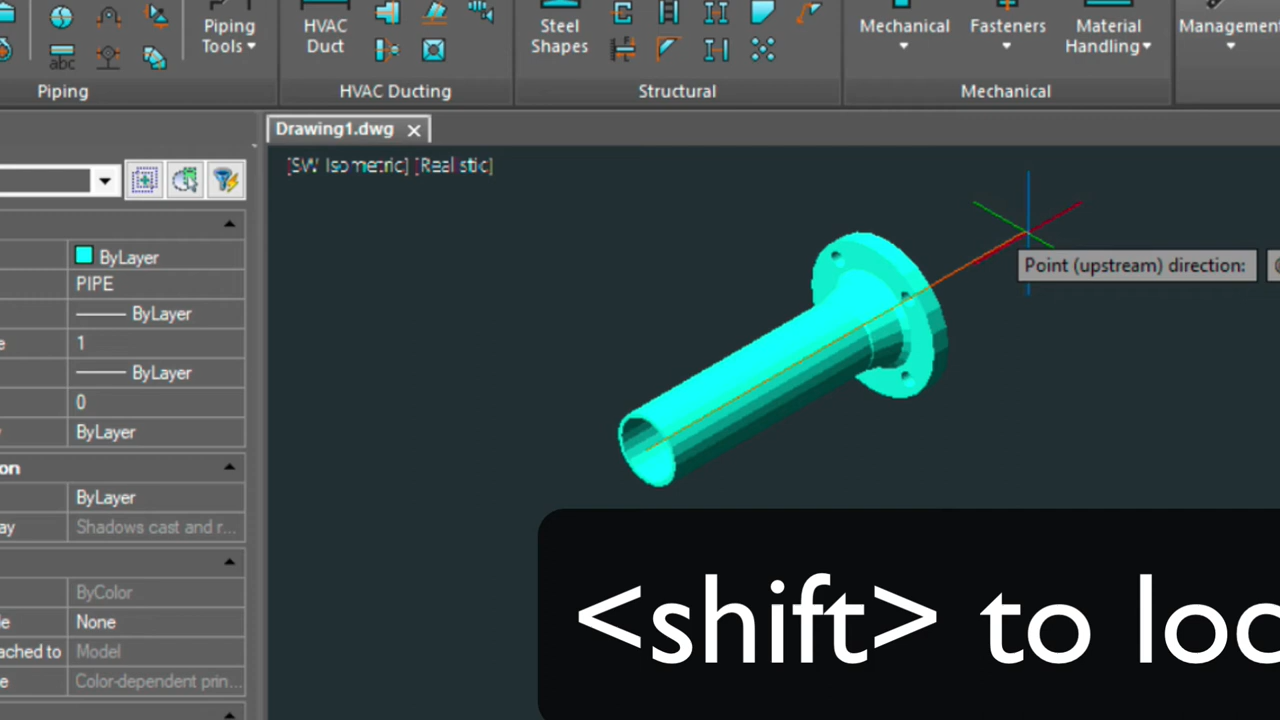 Piping
Tools
HVAC
Duct
Steel
Shapes
Mechanical
Fasteners
Material
Handling
abc
Piping
HVAC Ducting
Structural
Mechanical
Drawing1.dwg
[SW Isometric] [Realistic]
ByLayer
PIPE
ByLayer
1
ByLayer
0
ByLayer
Point (upstream) direction:
ByLayer
Shadows cast and r...
ByColor
None
Model
Color-dependent prin...
<shift> to